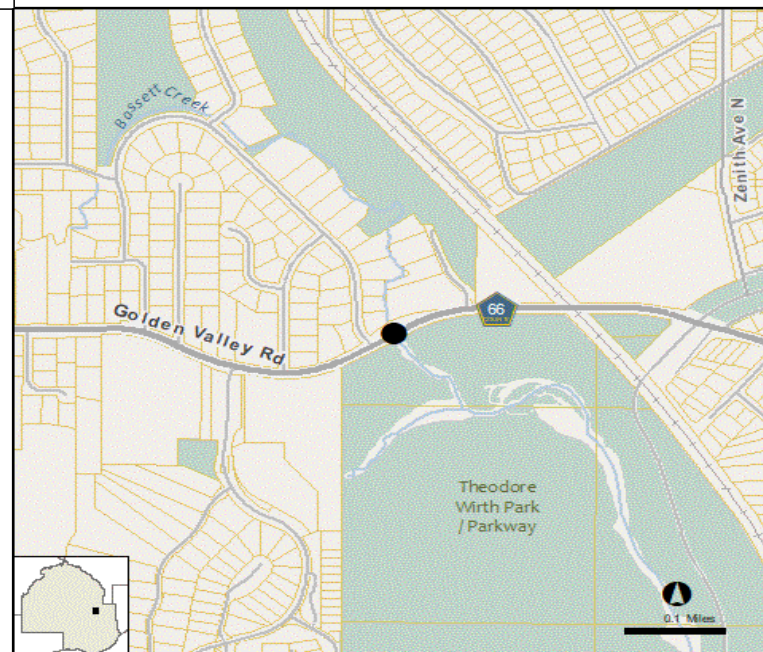 Bassett Creek
Zenith Ave N
66
Golden Valley Rd
Theodore
Wirth Park
/ Parkway
0.1 Miles